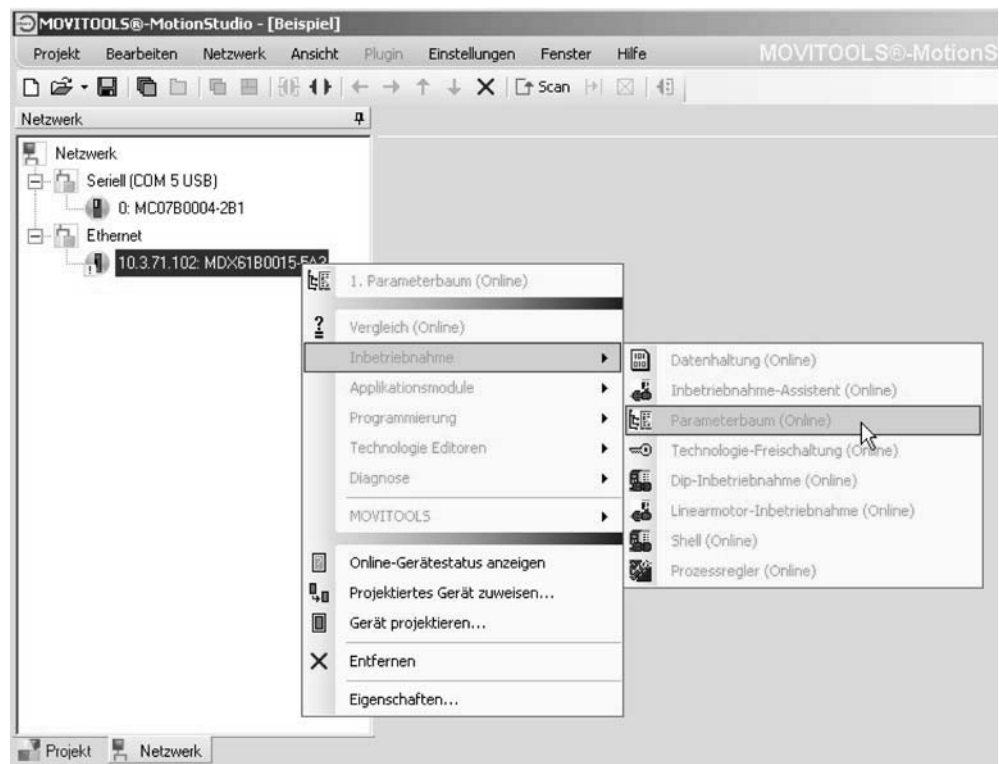 MOVITOOLS®-MotionStudio - [Beispiel]
Projekt Bearbeiten Netzwerk Ansicht Plugin Einstellungen Fenster Hilfe MOVITOOLS®-MotionS
Scan
Netzwerk
Netzwerk
Seriell (COM 5 USB)
0: MC07B0004-2B1
Ethernet
10.3.71.102: MDX61B0015-5A3
1. Parameterbaum (Online)
Vergleich (Online)
Inbetriebnahme
Applikationsmodule
Programmierung
Technologie Editoren
Diagnose
MOVITOOLS
Online-Gerätestatus anzeigen
Projektiertes Gerät zuweisen...
Gerät projektieren...
Entfernen
Eigenschaften...
Datenhaltung (Online)
Inbetriebnahme-Assistent (Online)
Parameterbaum (Online)
Technologie-Freischaltung (Online)
Dip-Inbetriebnahme (Online)
Linearmotor-Inbetriebnahme (Online)
Shell (Online)
Prozessregler (Online)
Projekt Netzwerk